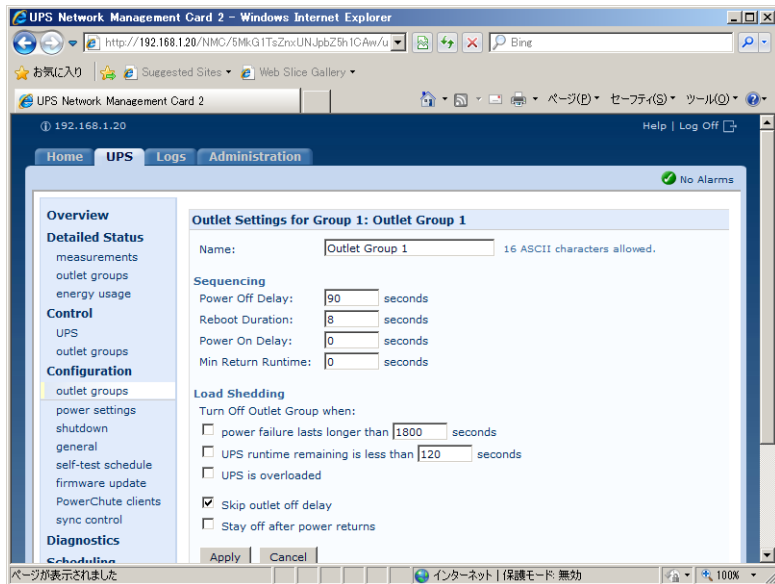 UPS Network Management Card 2 - Windows Internet Explorer
http://192.168.1.20/NMC/5MkG1TsZnxUNJpbZ5h1CAw/u
Bing
お気に入り
Suggested Sites
Web Slice Gallery
UPS Network Management Card 2
ページ(P)
セーフティ(S)
ツール(O)
192.168.1.20
Help | Log Off
Home
UPS
Logs
Administration
No Alarms
Overview
Detailed Status
measurements
outlet groups
energy usage
Control
UPS
outlet groups
Configuration
outlet groups
power settings
shutdown
general
self-test schedule
firmware update
PowerChute clients
sync control
Diagnostics
Scheduling
Outlet Settings for Group 1: Outlet Group 1
Name: Outlet Group 1 16 ASCII characters allowed.
Sequencing
Power Off Delay: 90 seconds
Reboot Duration: 8 seconds
Power On Delay: 0 seconds
Min Return Runtime: 0 seconds
Load Shedding
Turn Off Outlet Group when:
power failure lasts longer than 1800 seconds
UPS runtime remaining is less than 120 seconds
UPS is overloaded
Skip outlet off delay
Stay off after power returns
Apply Cancel
ページが表示されました
インターネット | 保護モード: 無効
100%